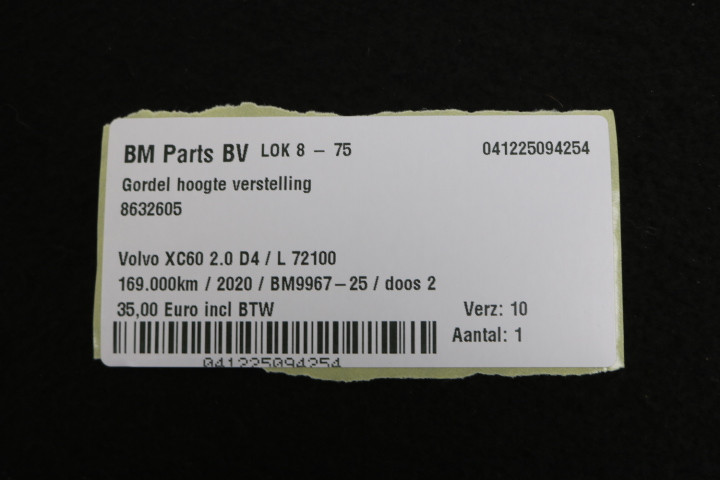 BM Parts BV LOK 8 - 75 041225094254
Gordel hoogte verstelling
8632605
Volvo XC60 2.0 D4 / L 72100
169.000km / 2020 / BM9967-25 / doos 2
35,00 Euro incl BTW Verz: 10
Aantal: 1
041225094254